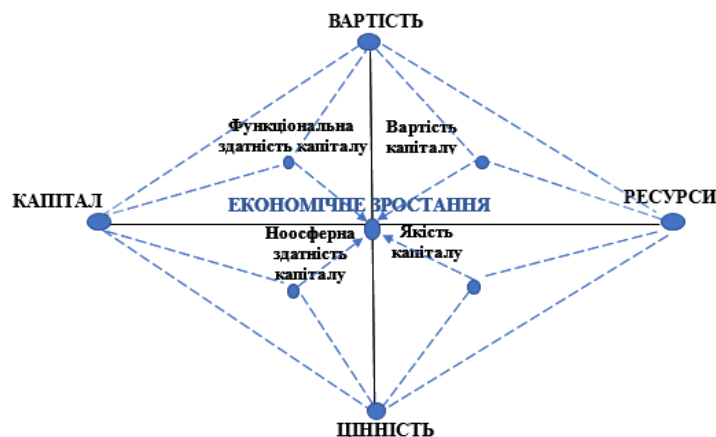 ВАРТІСТЬ
Функціональна
здатність капіталу
Вартість
капіталу
КАПІТАЛ
РЕСУРСИ
ЕКОНОМІЧНЕ ЗРОСТАННЯ
Ноосферна
здатність
капіталу
Якість
капіталу
ЦІННІСТЬ